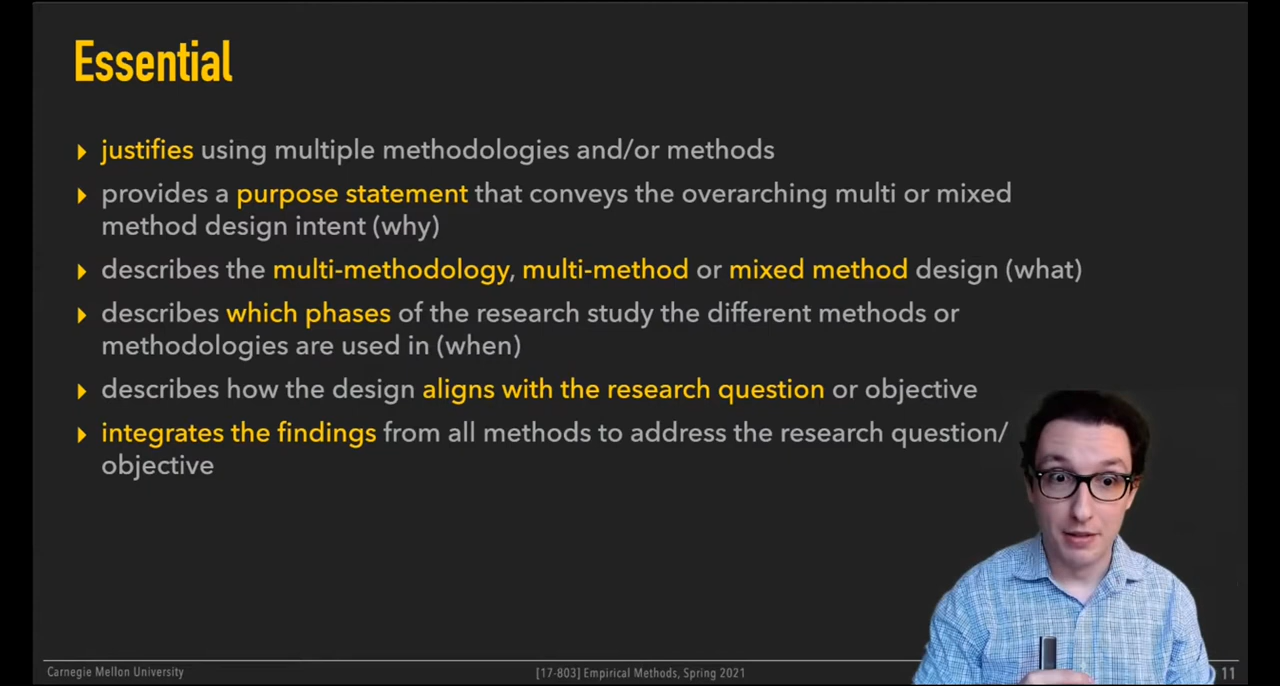 Essential
justifies using multiple methodologies and/or methods
provides a purpose statement that conveys the overarching multi or mixed
method design intent (why)
describes the multi-methodology, multi-method or mixed method design (what)
describes which phases of the research study the different methods or
methodologies are used in (when)
describes how the design aligns with the research question or objective
integrates the findings from all methods to address the research question/
objective
Carnegie Mellon University
[17-803] Empirical Methods, Spring 2021
11